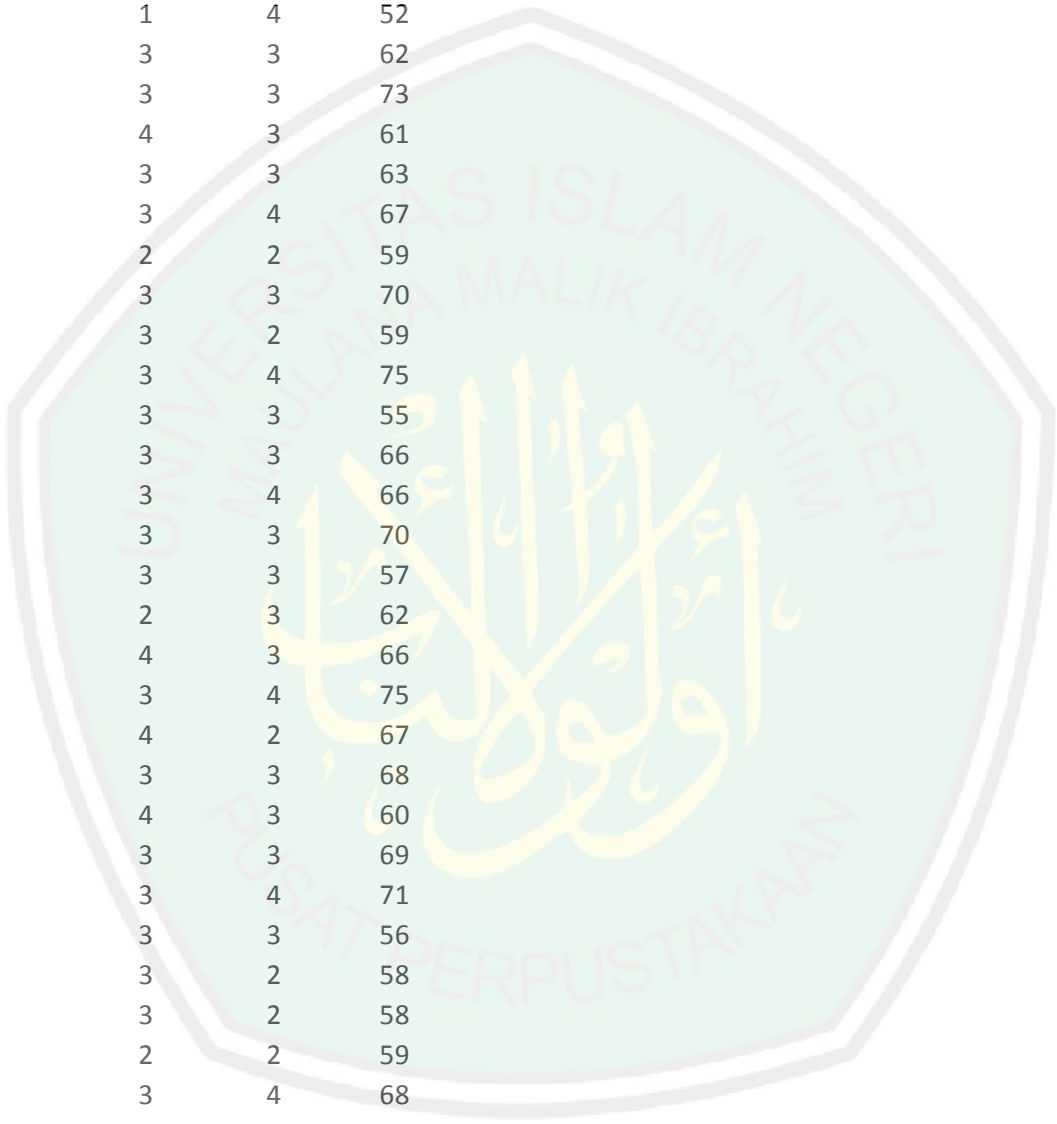 1 4 52
3 3 62
3 3 73
4 3 61
3 3 63
3 4 67
2 2 59
3 3 70
3 2 59
3 4 75
3 3 55
3 3 66
3 4 66
3 3 70
3 3 57
2 3 62
4 3 66
3 4 75
4 2 67
3 3 68
4 3 60
3 3 69
3 4 71
3 3 56
3 2 58
3 2 58
2 2 59
3 4 68
UNIVERSITAS ISLAM NEGERI
MAULANA MALIK IBRAHIM
PUSAT PERPUSTAKAAN